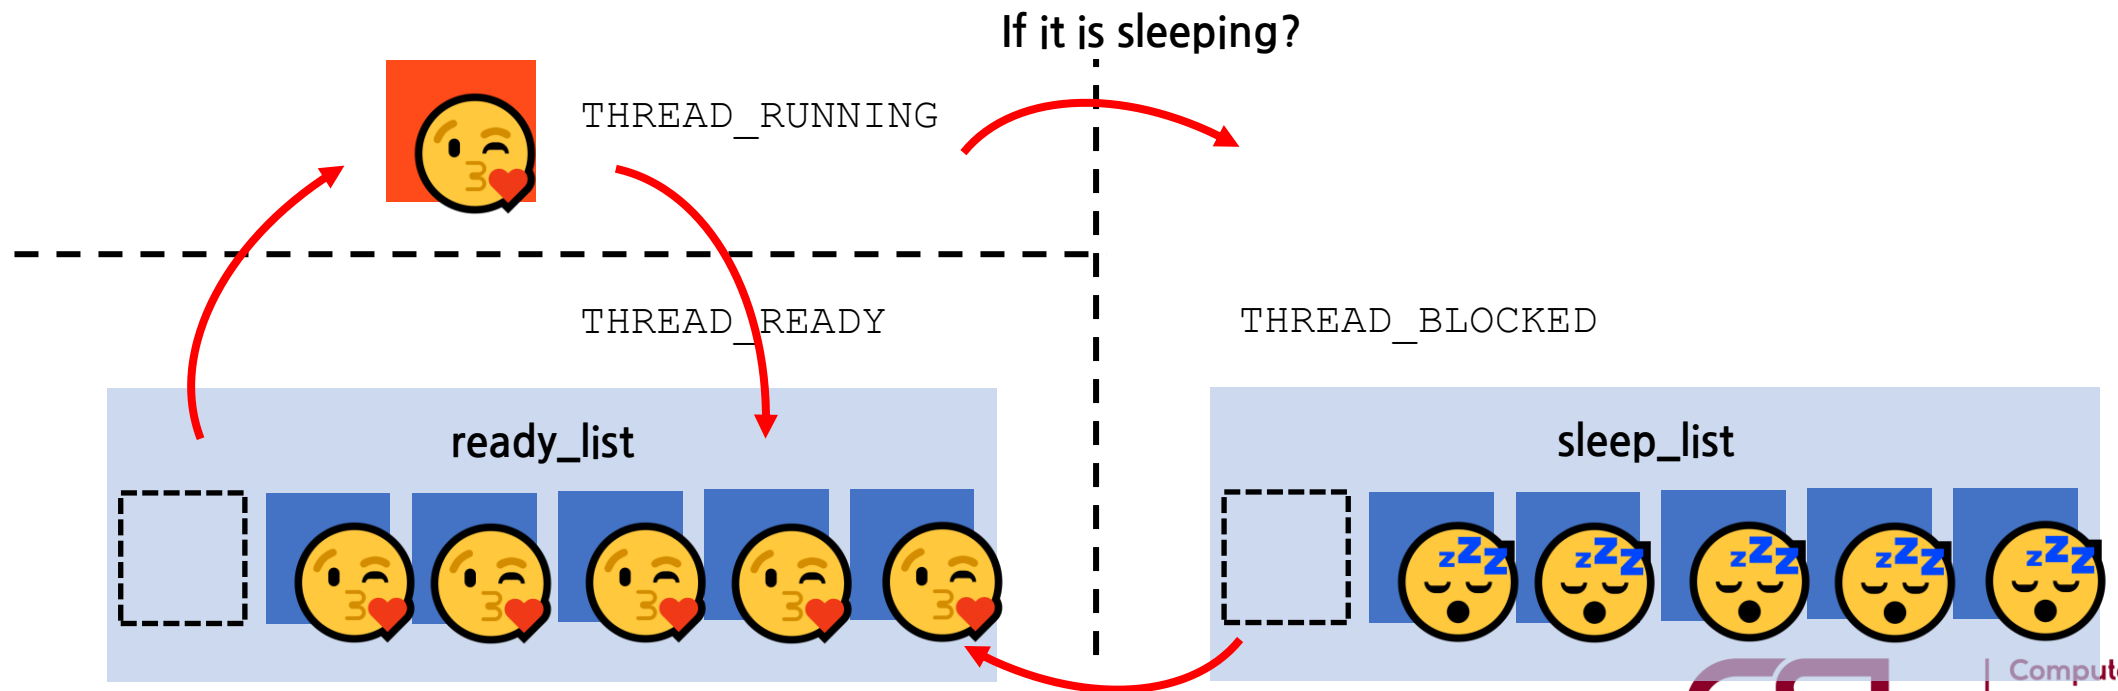 If it is sleeping?
THREAD_RUNNING
THREAD_READY
THREAD_BLOCKED
ready_list
sleep_list